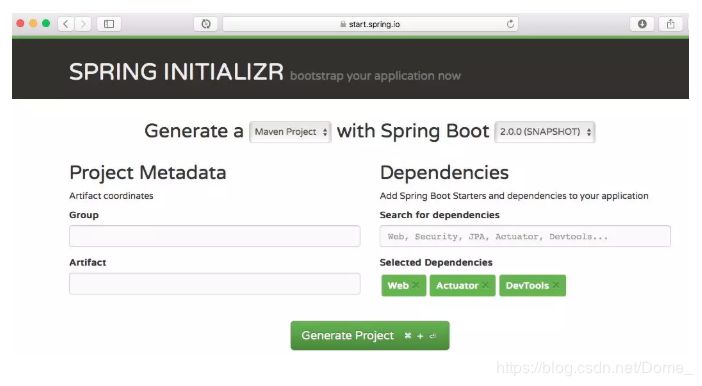 start.spring.io
SPRING INITIALIZR bootstrap your application now
Generate a Maven Project with Spring Boot 2.0.0 (SNAPSHOT)
Project Metadata
Artifact coordinates
Group
Artifact
Dependencies
Add Spring Boot Starters and dependencies to your application
Search for dependencies
Web, Security, JPA, Actuator, Devtools...
Selected Dependencies
Web × Actuator × DevTools ×
Generate Project ⌘ + ⏎
https://blog.csdn.net/Dome_